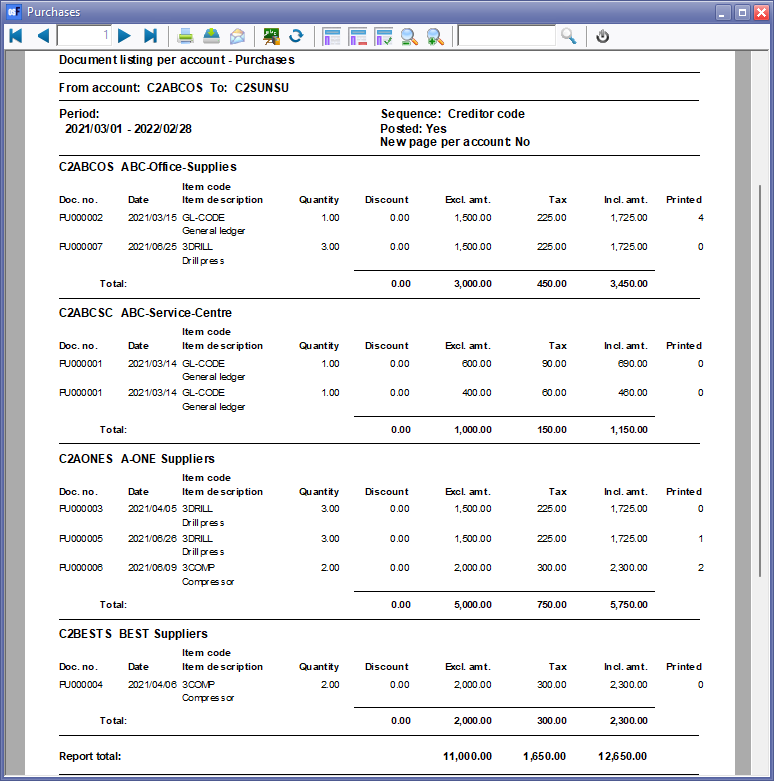 Purchases
1
Document listing per account - Purchases
From account: C2ABCOS To: C2SUNSU
Period:
2021/03/01 - 2022/02/28
Sequence: Creditor code
Posted: Yes
New page per account: No
C2ABCOS ABC-Office-Supplies
Item code
Doc. no. Date Item description Quantity Discount Excl. amt. Tax Incl. amt. Printed
PU000002 2021/03/15 GL-CODE 1.00 0.00 1,500.00 225.00 1,725.00 4
General ledger
PU000007 2021/06/25 3DRILL 3.00 0.00 1,500.00 225.00 1,725.00 0
Drill press
Total: 0.00 3,000.00 450.00 3,450.00
C2ABCSC ABC-Service-Centre
Item code
Doc. no. Date Item description Quantity Discount Excl. amt. Tax Incl. amt. Printed
PU000001 2021/03/14 GL-CODE 1.00 0.00 600.00 90.00 690.00 0
General ledger
PU000001 2021/03/14 GL-CODE 1.00 0.00 400.00 60.00 460.00 0
General ledger
Total: 0.00 1,000.00 150.00 1,150.00
C2AONES A-ONE Suppliers
Item code
Doc. no. Date Item description Quantity Discount Excl. amt. Tax Incl. amt. Printed
PU000003 2021/04/05 3DRILL 3.00 0.00 1,500.00 225.00 1,725.00 0
Drill press
PU000005 2021/06/26 3DRILL 3.00 0.00 1,500.00 225.00 1,725.00 1
Drill press
PU000006 2021/06/09 3COMP 2.00 0.00 2,000.00 300.00 2,300.00 2
Compressor
Total: 0.00 5,000.00 750.00 5,750.00
C2BESTS BEST Suppliers
Item code
Doc. no. Date Item description Quantity Discount Excl. amt. Tax Incl. amt. Printed
PU000004 2021/04/06 3COMP 2.00 0.00 2,000.00 300.00 2,300.00 0
Compressor
Total: 0.00 2,000.00 300.00 2,300.00
Report total: 11,000.00 1,650.00 12,650.00